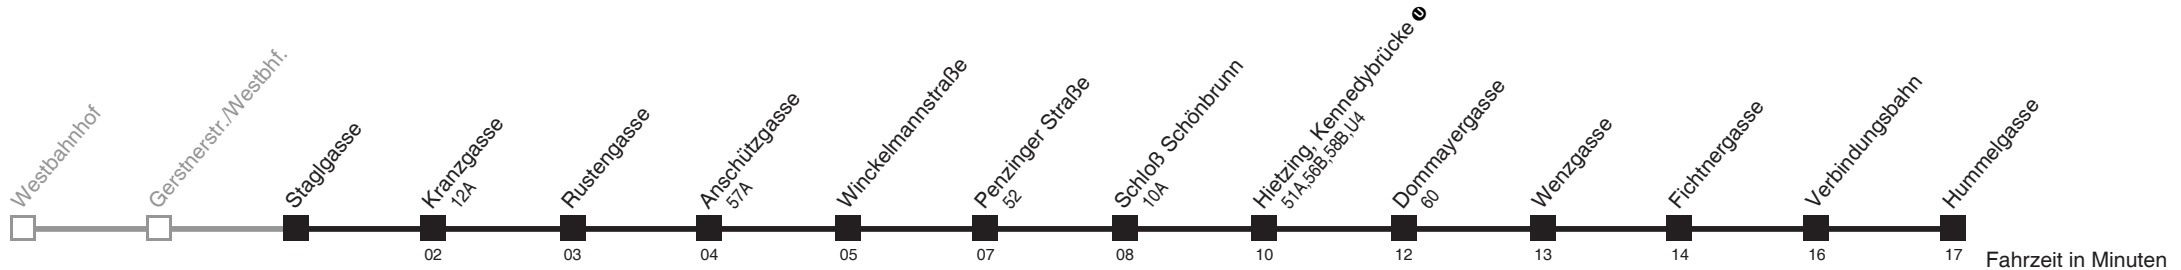 Westbahnhof
Gerstnerstr./Westbhf.
Staglgasse
Kranzgasse
12A
Rustengasse
Anschützgasse
57A
Winckelmannstraße
Penzinger Straße
52
Schloß Schönbrunn
10A
Hietzing, Kennedybrücke U
51A,56B,58B,U4
Dommayergasse
60
Wenzgasse
Fichtnergasse
Verbindungsbahn
Hummelgasse
02 03 04 05 07 08 10 12 13 14 16 17 Fahrzeit in Minuten